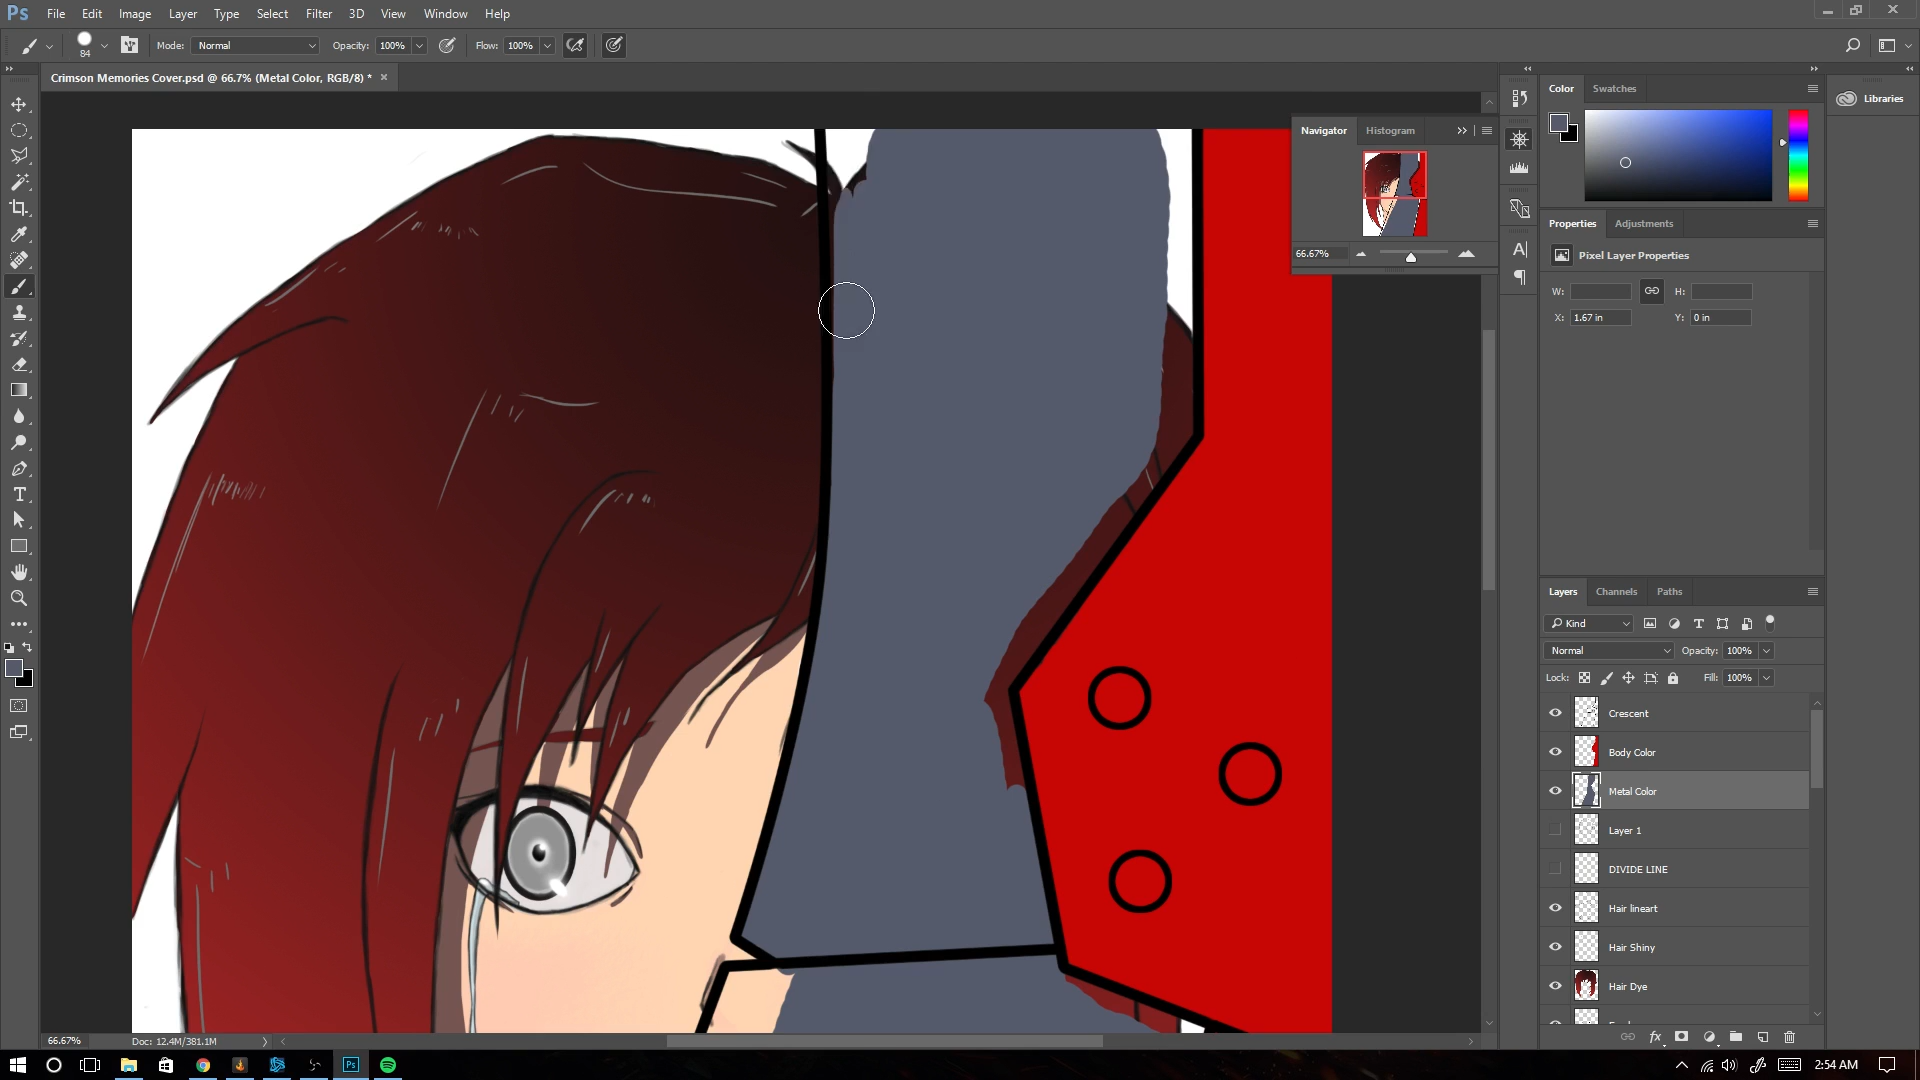 Ps File Edit Image Layer Type Select Filter 3D View Window Help
84 Mode: Normal Opacity: 100% Flow: 100%
Crimson Memories Cover.psd @ 66.7% (Metal Color, RGB/8) *
Navigator Histogram
66.67%
Color Swatches
Libraries
Properties Adjustments
Pixel Layer Properties
W: H:
X: 1.67 in Y: 0 in
Layers Channels Paths
Kind
Normal Opacity: 100%
Lock: Fill: 100%
Crescent
Body Color
Metal Color
Layer 1
DIVIDE LINE
Hair lineart
Hair Shiny
Hair Dye
66.67% Doc: 12.4M/381.1M
Ps
2:54 AM